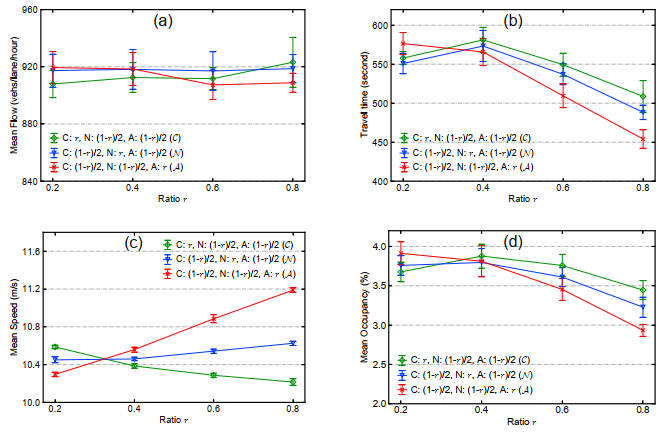 (a)
Mean Flow (vehs/lane/hour)
960
920
880
840
C: r, N: (1-r)/2, A: (1-r)/2 (C)
C: (1-r)/2, N: r, A: (1-r)/2 (N)
C: (1-r)/2, N: (1-r)/2, A: r (A)
0.2 0.4 0.6 0.8
Ratio r
(b)
Travel time (second)
600
550
500
450
400
C: r, N: (1-r)/2, A: (1-r)/2 (C)
C: (1-r)/2, N: r, A: (1-r)/2 (N)
C: (1-r)/2, N: (1-r)/2, A: r (A)
0.2 0.4 0.6 0.8
Ratio r
(c)
Mean Speed (m/s)
11.6
11.2
10.8
10.4
10.0
C: r, N: (1-r)/2, A: (1-r)/2 (C)
C: (1-r)/2, N: r, A: (1-r)/2 (N)
C: (1-r)/2, N: (1-r)/2, A: r (A)
0.2 0.4 0.6 0.8
Ratio r
(d)
Mean Occupancy (%)
4.0
3.5
3.0
2.5
2.0
C: r, N: (1-r)/2, A: (1-r)/2 (C)
C: (1-r)/2, N: r, A: (1-r)/2 (N)
C: (1-r)/2, N: (1-r)/2, A: r (A)
0.2 0.4 0.6 0.8
Ratio r